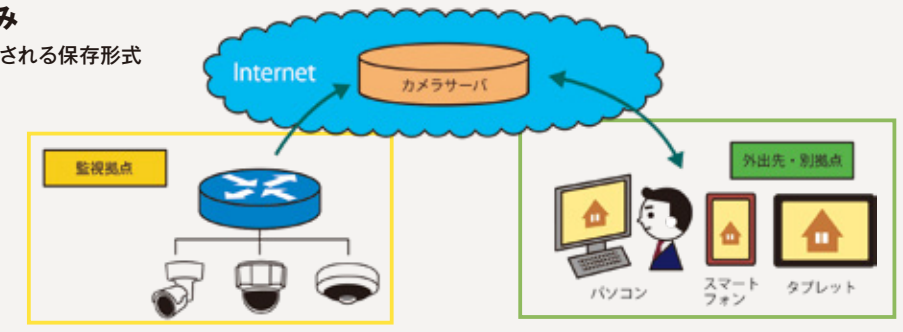 み
される保存形式
Internet
カメラサーバ
監視拠点
外出先・別拠点
パソコン
スマート
フォン
タブレット